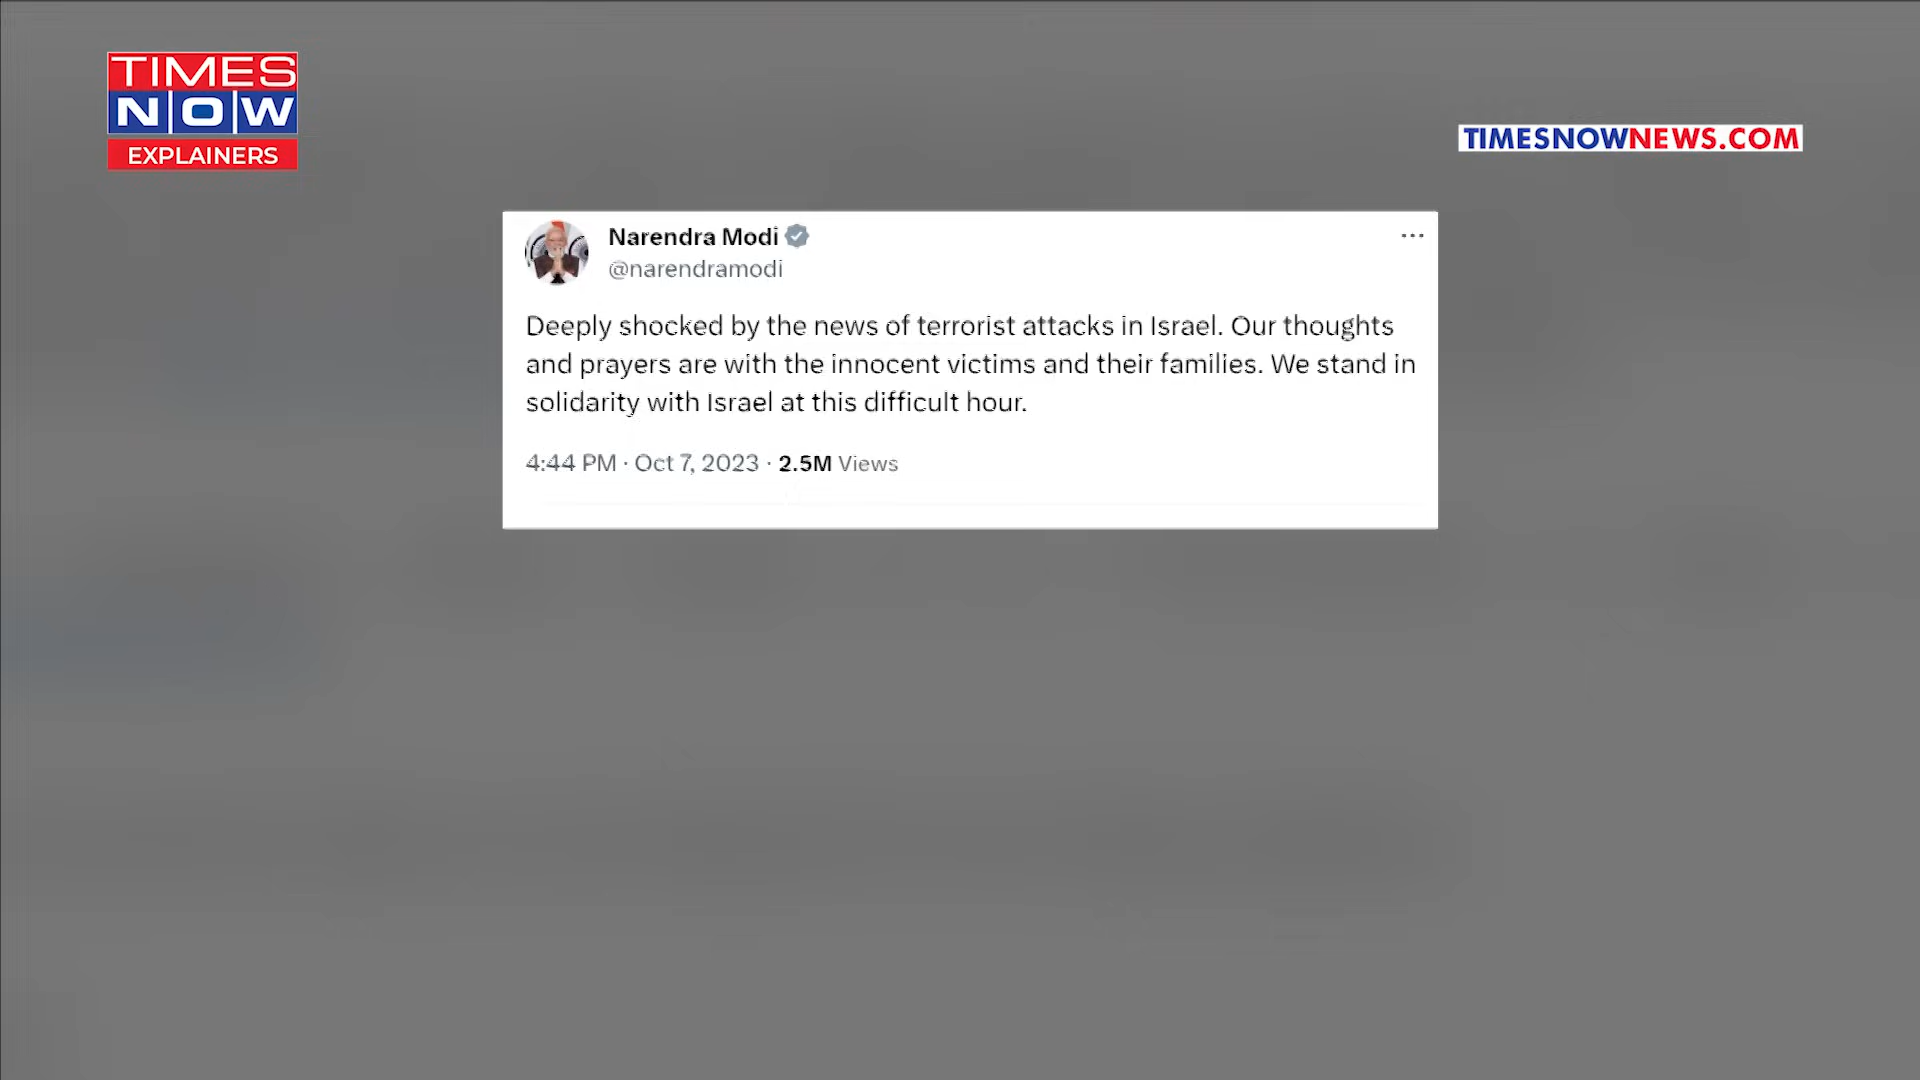 TIMES
NOW
EXPLAINERS
TIMESNOWNEWS.COM
Narendra Modi
@narendramodi
Deeply shocked by the news of terrorist attacks in Israel. Our thoughts
and prayers are with the innocent victims and their families. We stand in
solidarity with Israel at this difficult hour.
4:44 PM · Oct 7, 2023 · 2.5M Views